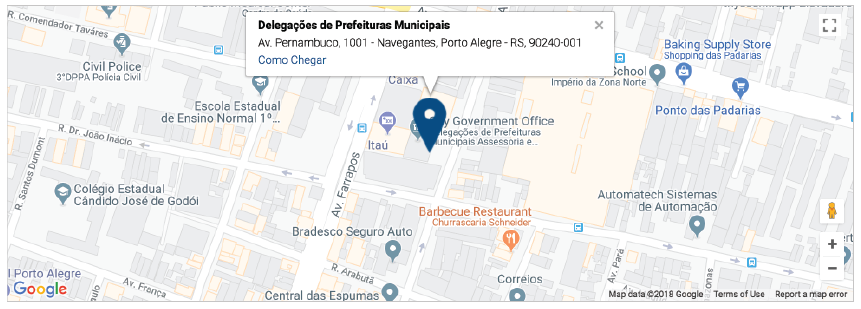 R. Comendador Tavares
Delegações de Prefeituras Municipais
Av. Pernambuco, 1001 - Navegantes, Porto Alegre - RS, 90240-001
Como Chegar
Civil Police
3°DPPA Polícia Civil
Caixa
School
Império da Zona Norte
Baking Supply Store
Shopping das Padarias
Ponto das Padarias
Escola Estadual
de Ensino Normal 1º...
R. Dr. João Inácio
Itaú
y Government Office
Delegações de Prefeituras
Municipais Assessoria e...
R. Santos Dumont
Colégio Estadual
Cândido José de Godói
Av. Farrapos
Automatech Sistemas
de Automação
Barbecue Restaurant
Churrascaria Schneider
Bradesco Seguro Auto
R. Arabutã
Av. Pará
Correios
l Porto Alegre
Av. França
Central das Espumas
Google
Map data ©2018 Google
Terms of Use
Report a map error